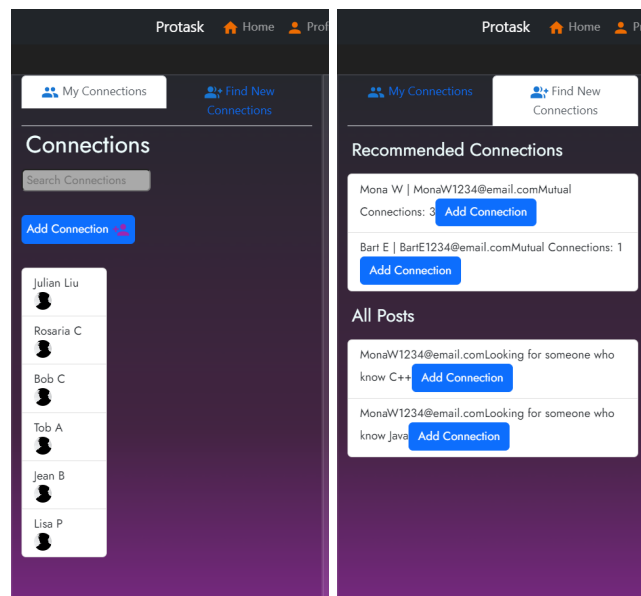 Protask Home Prof
My Connections Find New
Connections
Connections
Search Connections
Add Connection
Julian Liu
Rosaria C
Bob C
Tob A
Jean B
Lisa P
Protask Home P
My Connections Find New
Connections
Recommended Connections
Mona W | MonaW1234@email.comMutual
Connections: 3 Add Connection
Bart E | BartE1234@email.comMutual Connections: 1
Add Connection
All Posts
MonaW1234@email.comLooking for someone who
know C++ Add Connection
MonaW1234@email.comLooking for someone who
know Java Add Connection